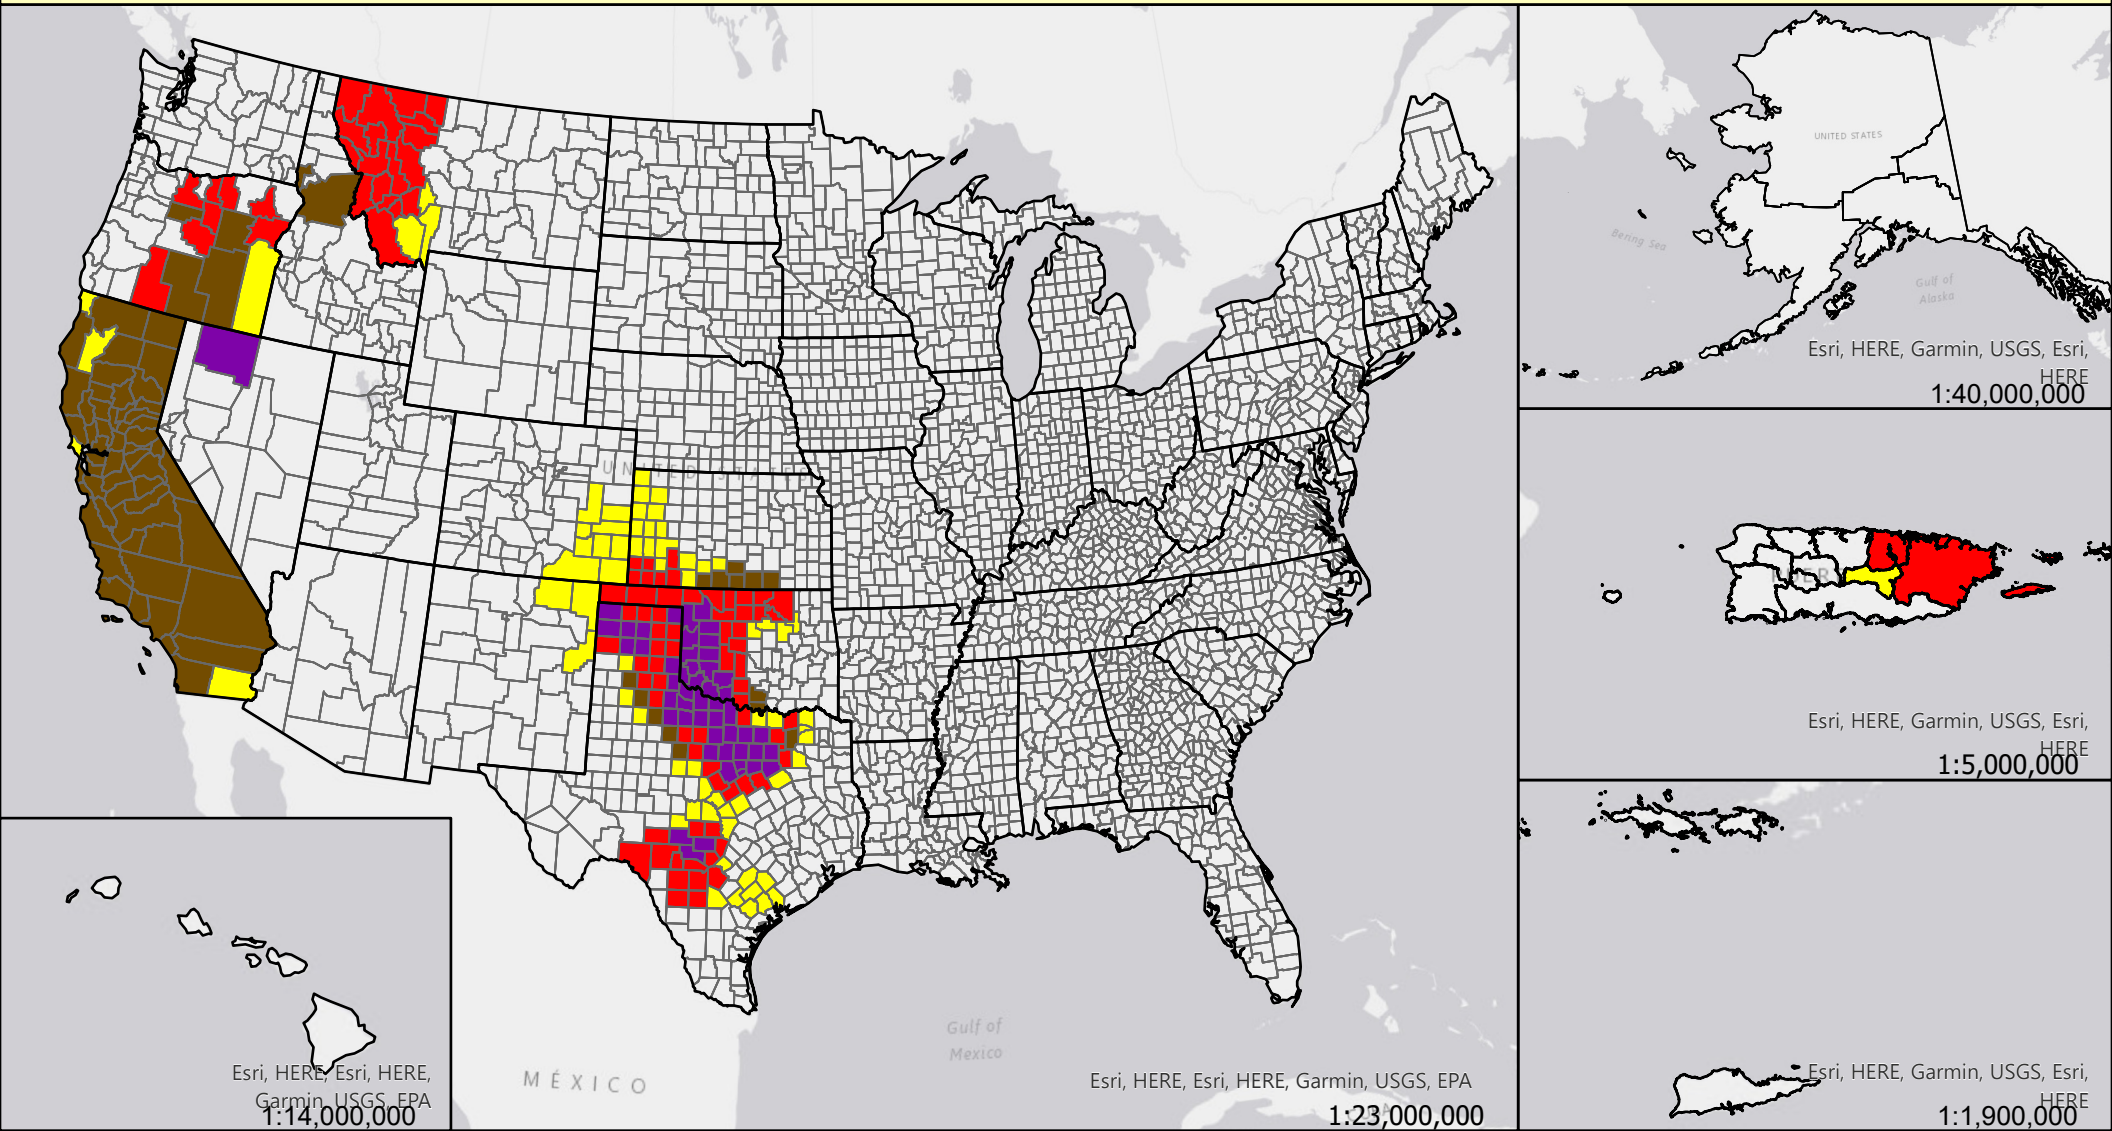 UNITED STATES
Gulf of
Mexico
MÉXICO
Esri, HERE, Esri, HERE, Garmin, USGS, EPA
1:23,000,000
Esri, HERE, Esri, HERE,
Garmin, USGS, EPA
1:14,000,000
UNITED STATES
Bering Sea
Gulf of
Alaska
Esri, HERE, Garmin, USGS, Esri,
HERE
1:40,000,000
Esri, HERE, Garmin, USGS, Esri,
HERE
1:5,000,000
Esri, HERE, Garmin, USGS, Esri,
HERE
1:1,900,000